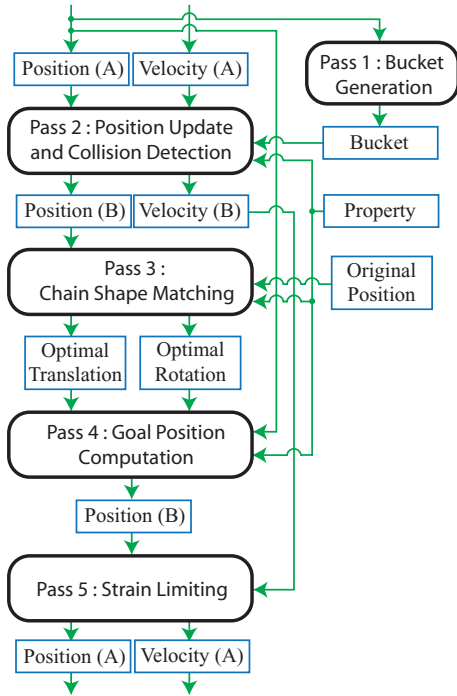 Position (A)
Velocity (A)
Pass 1 : Bucket
Generation
Pass 2 : Position Update
and Collision Detection
Bucket
Position (B)
Velocity (B)
Property
Pass 3 :
Chain Shape Matching
Original
Position
Optimal
Translation
Optimal
Rotation
Pass 4 : Goal Position
Computation
Position (B)
Pass 5 : Strain Limiting
Position (A)
Velocity (A)